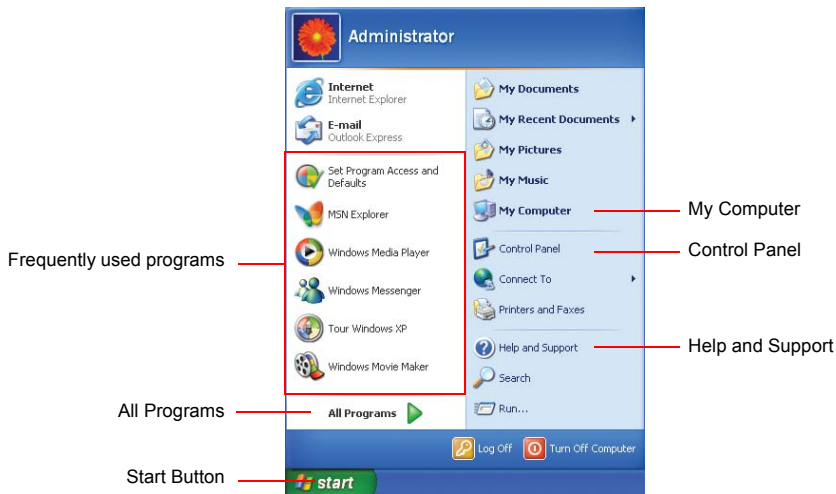 Administrator
Internet
Internet Explorer
E-mail
Outlook Express
Set Program Access and
Defaults
MSN Explorer
Windows Media Player
Windows Messenger
Tour Windows XP
Windows Movie Maker
All Programs
My Documents
My Recent Documents
My Pictures
My Music
My Computer
Control Panel
Connect To
Printers and Faxes
Help and Support
Search
Run...
Log Off
Turn Off Computer
start
Frequently used programs
All Programs
Start Button
My Computer
Control Panel
Help and Support